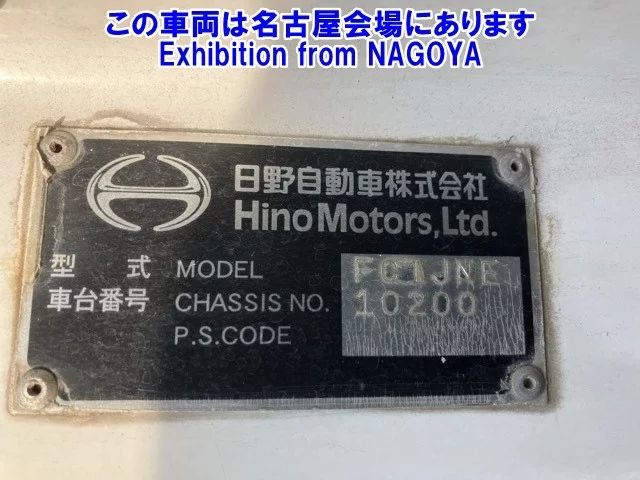 この車両は名古屋会場にあります
Exhibition from NAGOYA
日野自動車株式会社
Hino Motors, Ltd.
型 式 MODEL
車台番号 CHASSIS NO. 10200
P.S.CODE